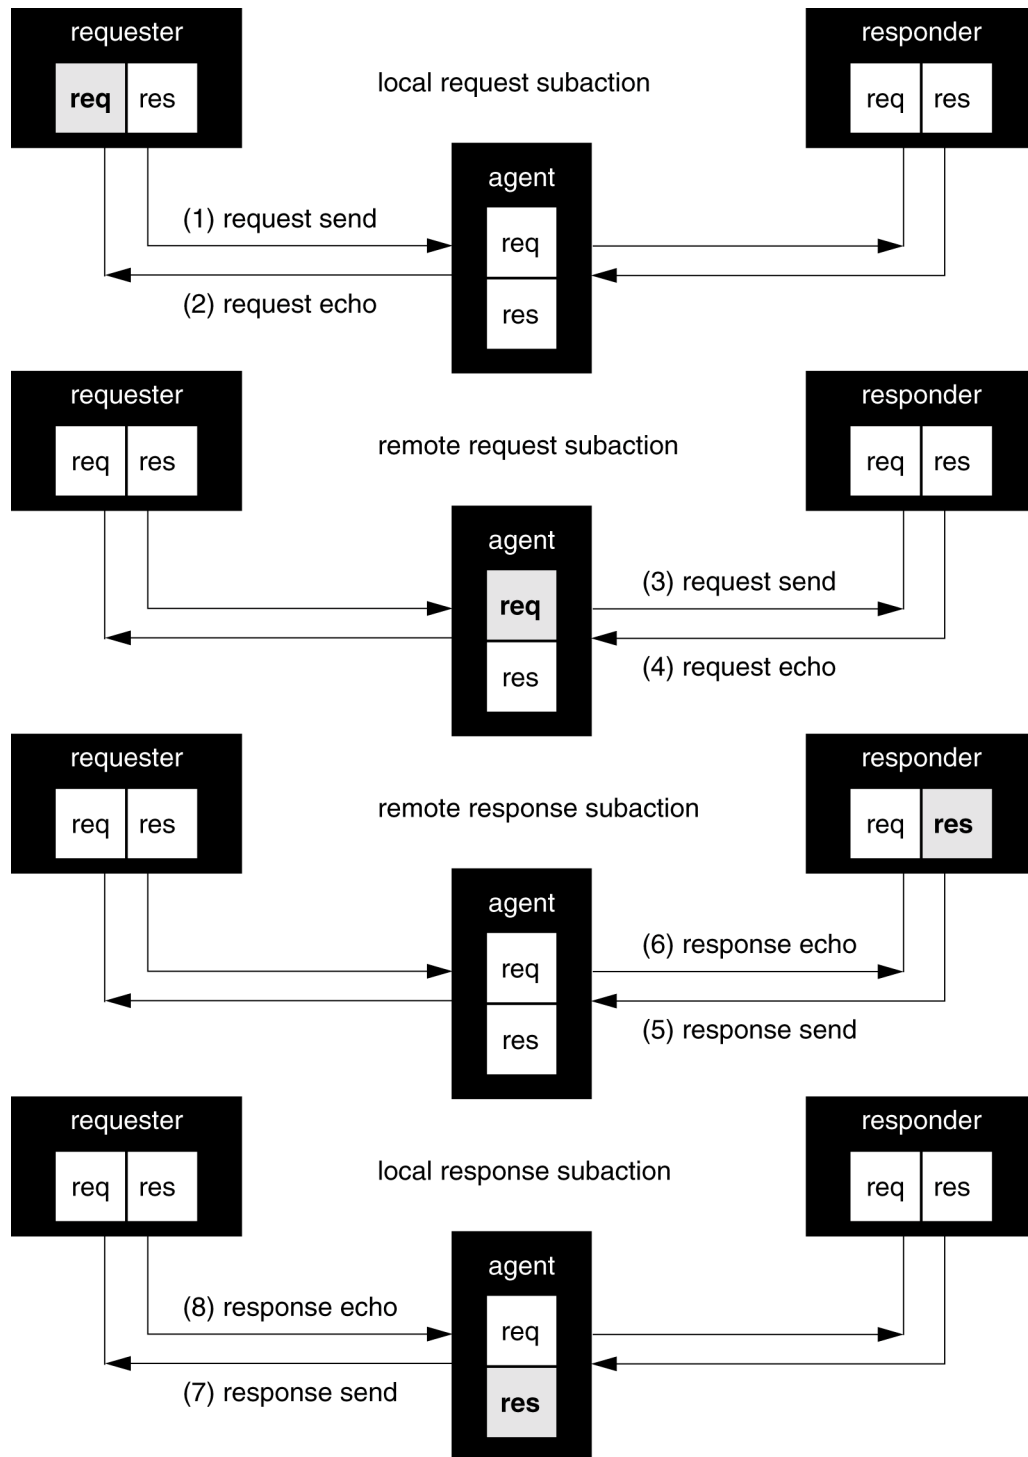 requester
responder
req res
local request subaction
req res
agent
(1) request send
req
(2) request echo
res
requester
responder
req res
remote request subaction
req res
agent
(3) request send
req
(4) request echo
res
requester
responder
req res
remote response subaction
req res
agent
(6) response echo
req
(5) response send
res
requester
responder
req res
local response subaction
req res
agent
(8) response echo
req
(7) response send
res